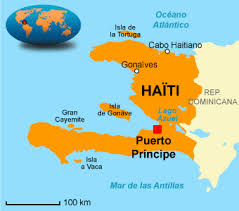 Océano
Atlántico
Isla de
la Tortuga
Cabo Haitiano
Gonaïves
HAÏTI
REP.
DOMINICANA
Isla
de Gonâve
Lago
Azuei
Gran
Cayemite
Puerto
Príncipe
Isla
a Vaca
Mar de las Antillas
100 km